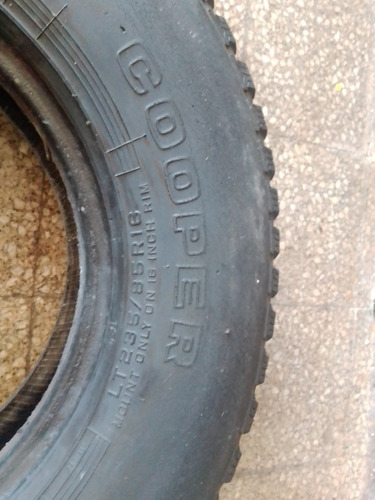 COOPER
LT235/85R16
MOUNT ONLY ON 16 INCH RIM